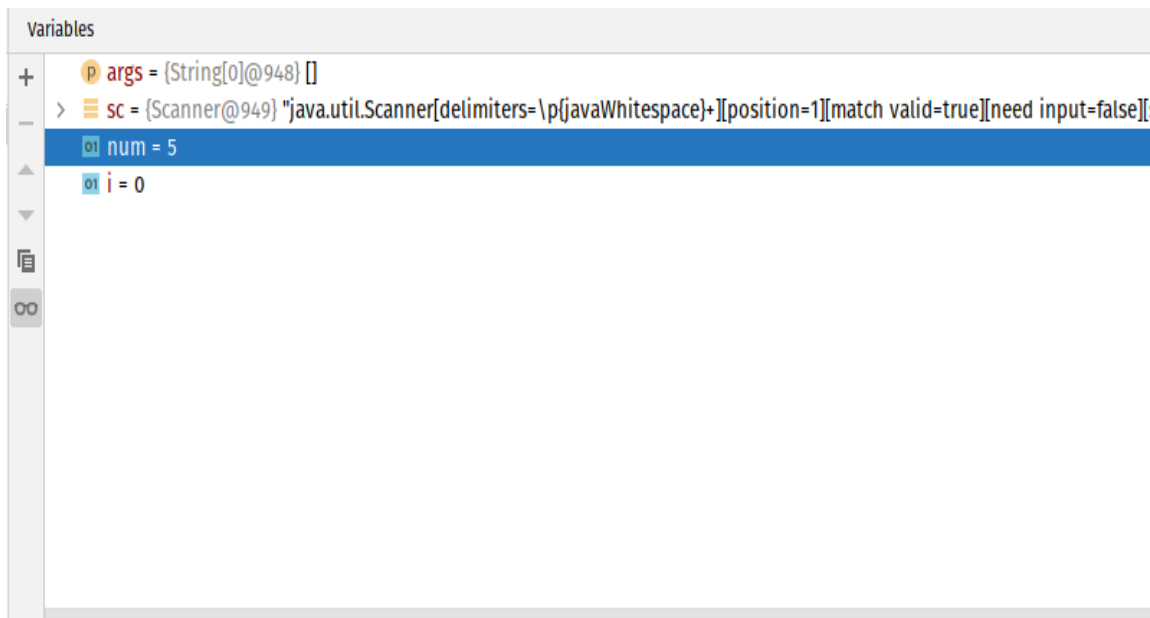 Variables
p args = {String[0]@948} []
sc = {Scanner@949} "java.util.Scanner[delimiters=\p{javaWhitespace}+][position=1][match valid=true][need input=false][
01 num = 5
01 i = 0